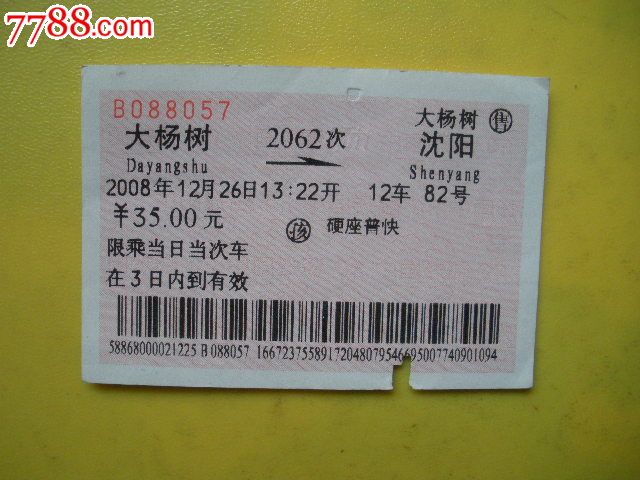 7788.com
B088057
大杨树 售
大杨树 2062次 沈阳
Dayangshu Shenyang
2008年12月26日13:22开 12车 82号
￥35.00元
孩 硬座普快
限乘当日当次车
在3日内到有效
58868000021225 B 088057 16672375589172048079546695007740901094